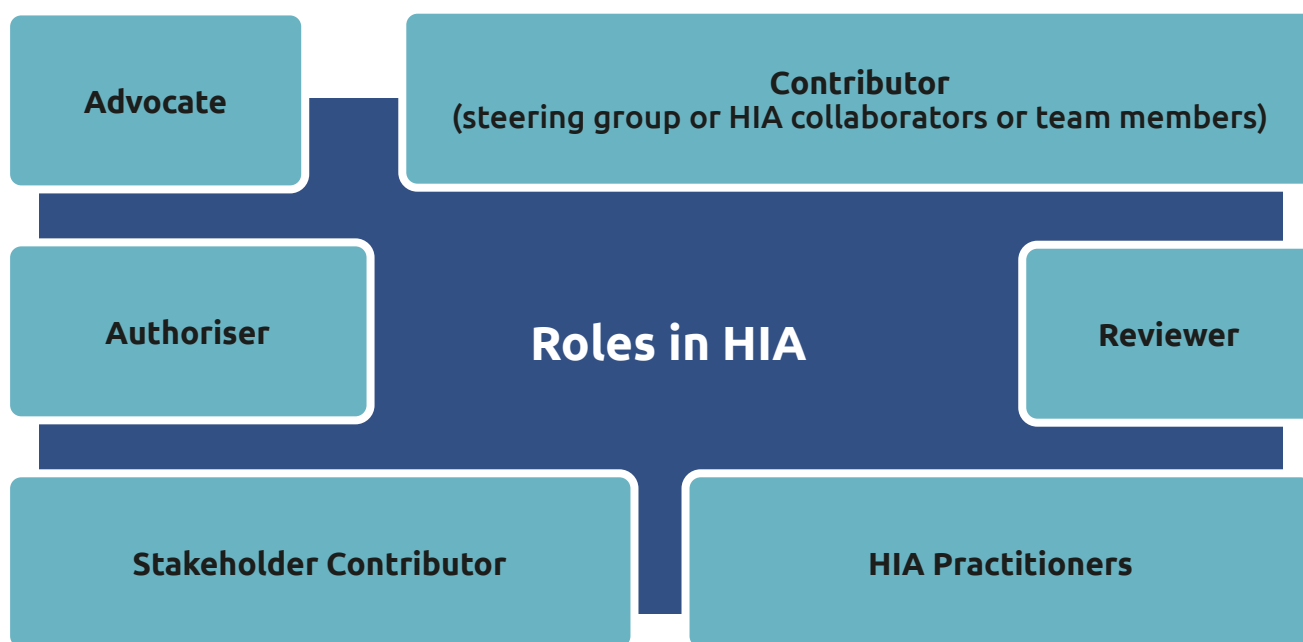 Advocate
Contributor
(steering group or HIA collaborators or team members)
Authoriser
Roles in HIA
Reviewer
Stakeholder Contributor
HIA Practitioners